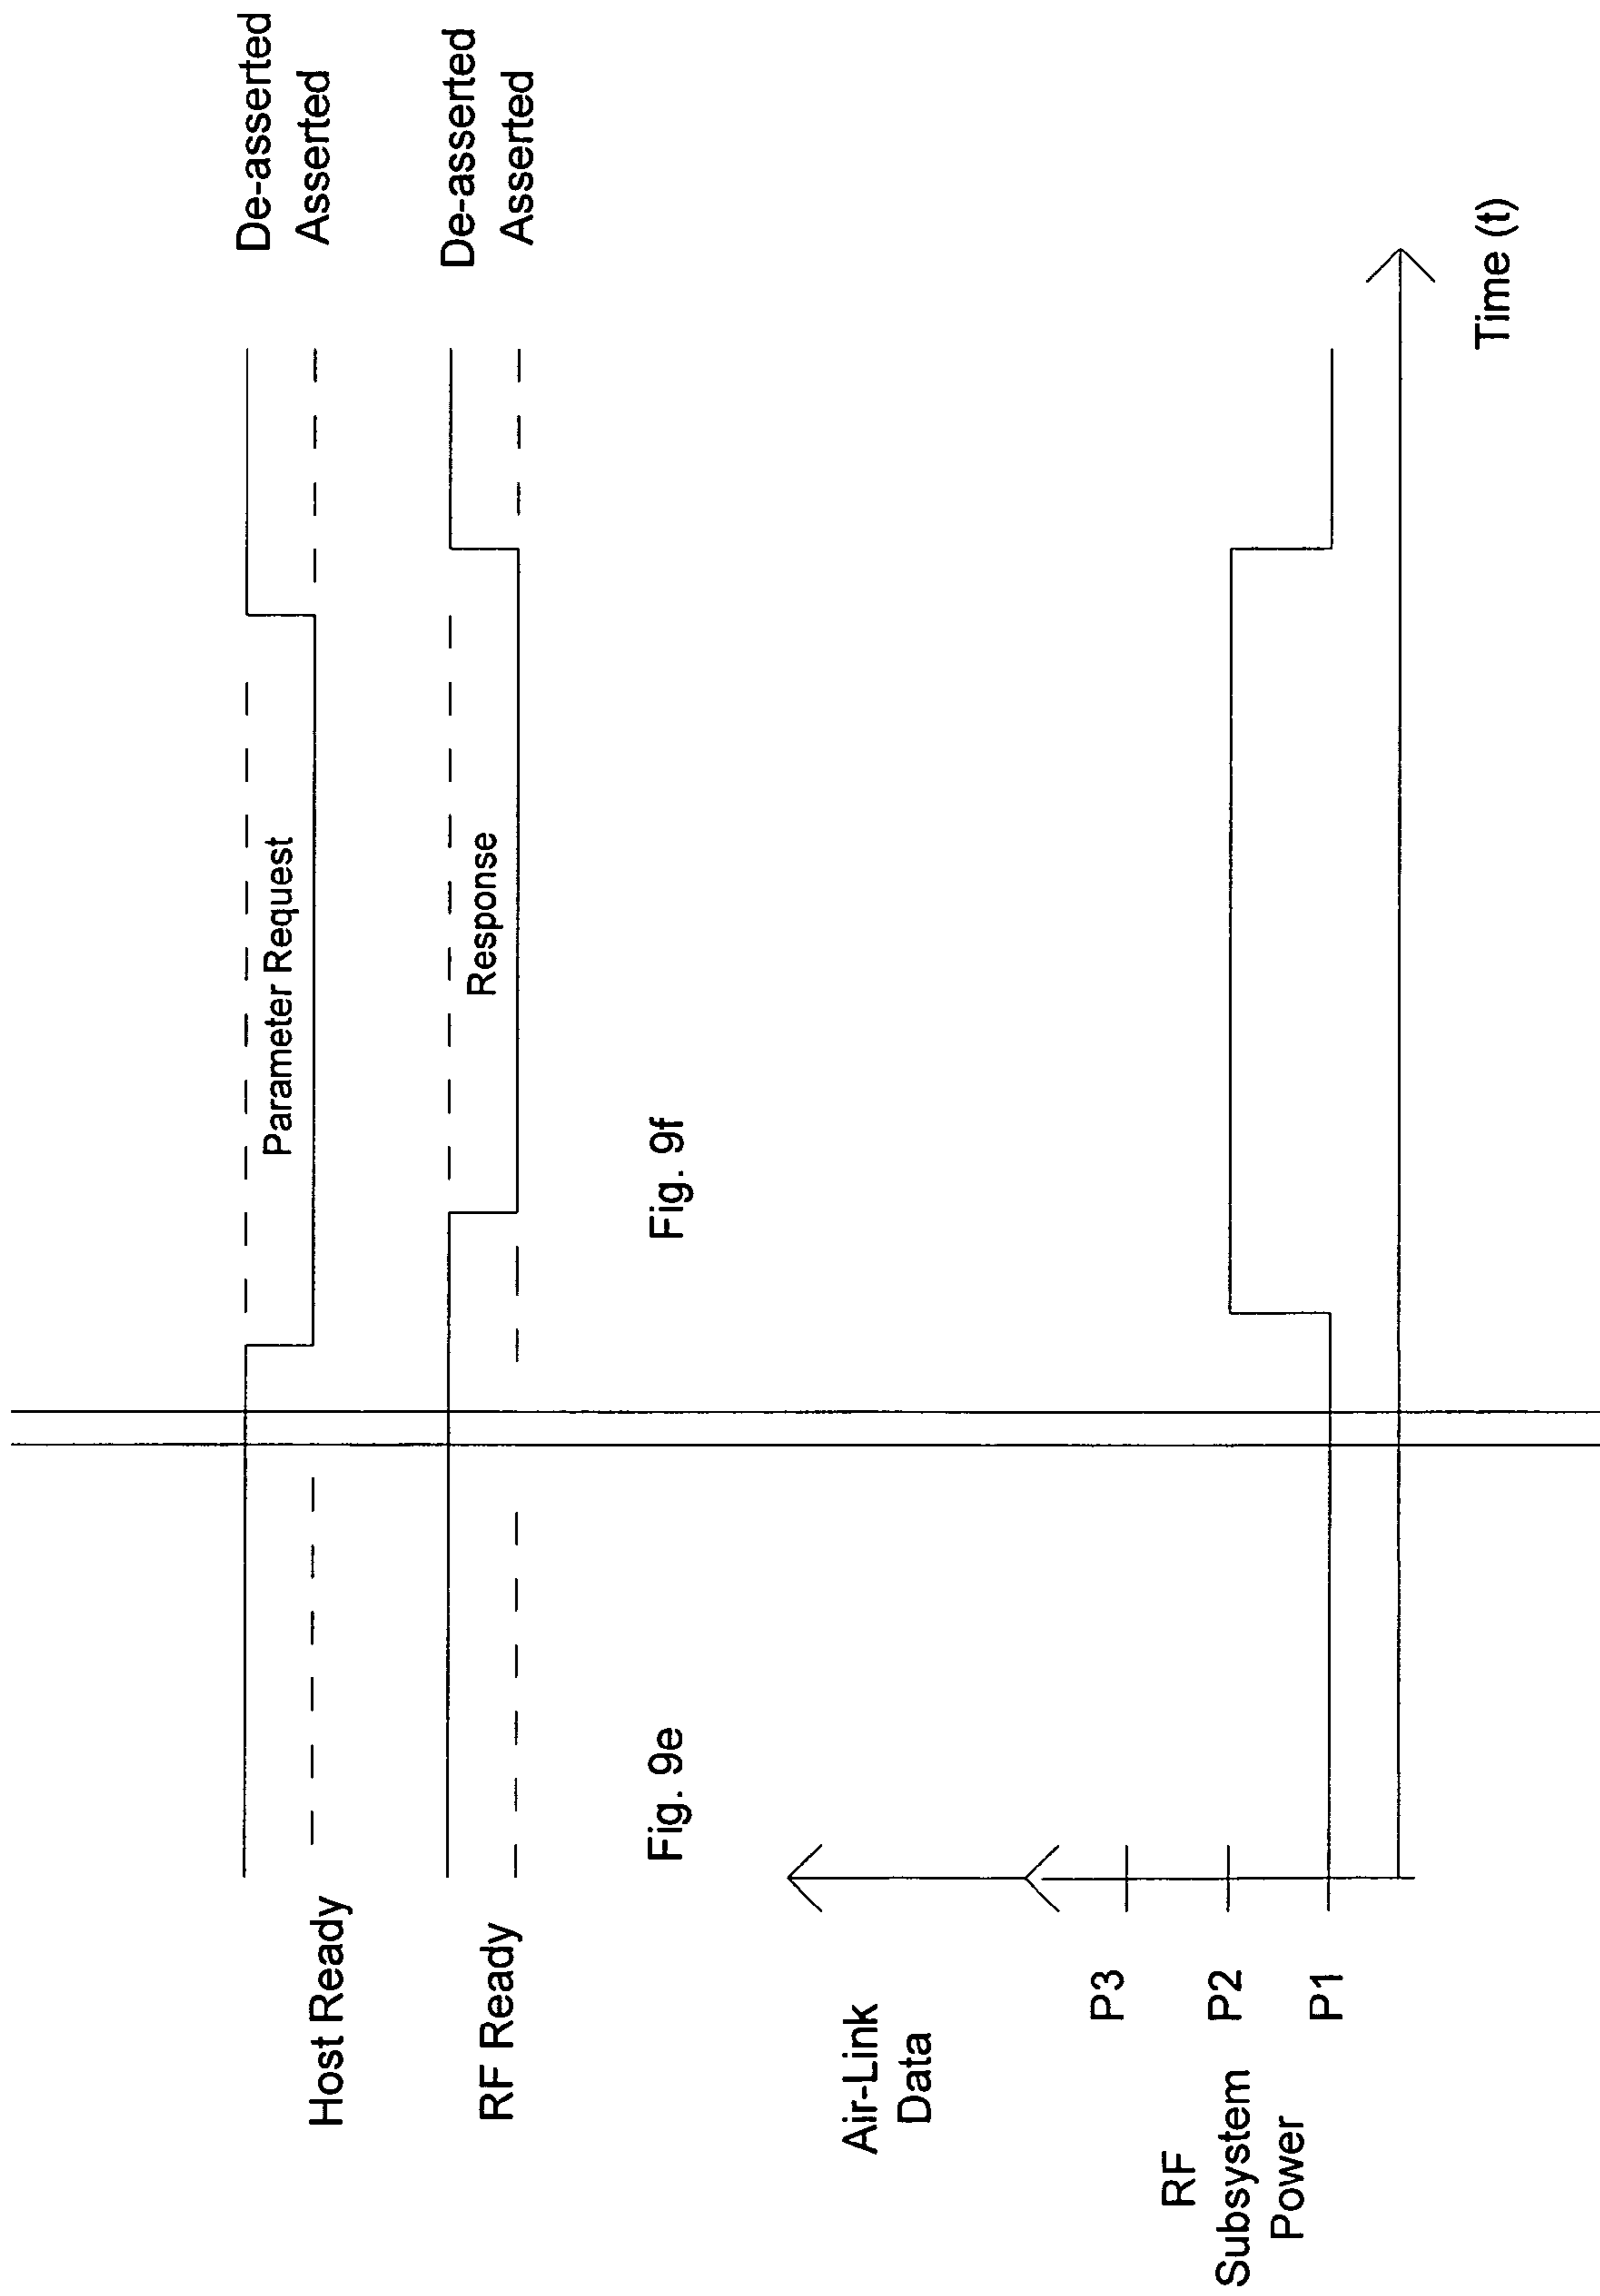 De-asserted
Host Ready
Parameter Request
Asserted
De-asserted
RF Ready
Response
Asserted
Fig. 9e
Fig. 9f
Air-Link
Data
P3
RF
Subsystem
Power
P2
P1
Time (t)